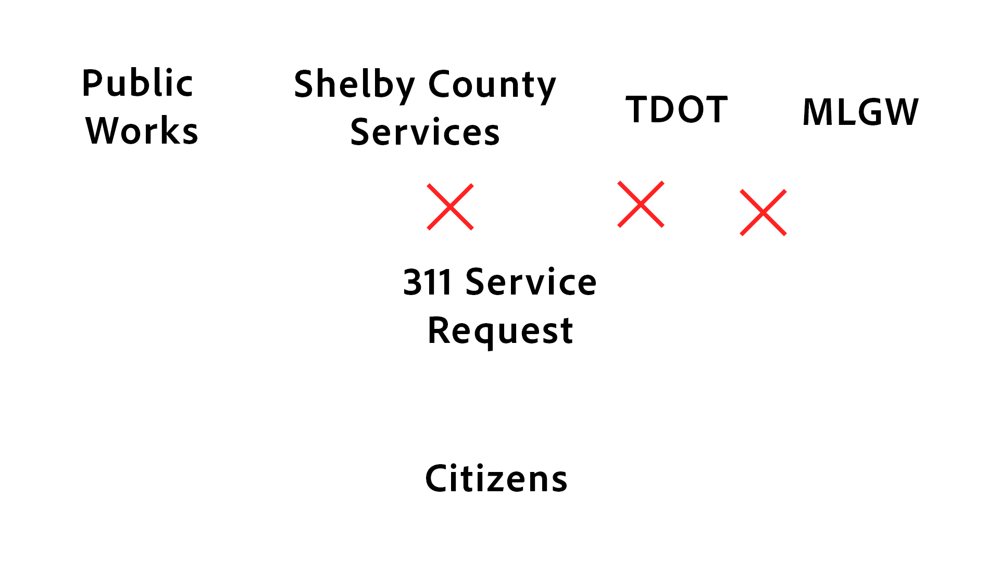 Public
Works
Shelby County
Services
TDOT
MLGW
311 Service
Request
Citizens